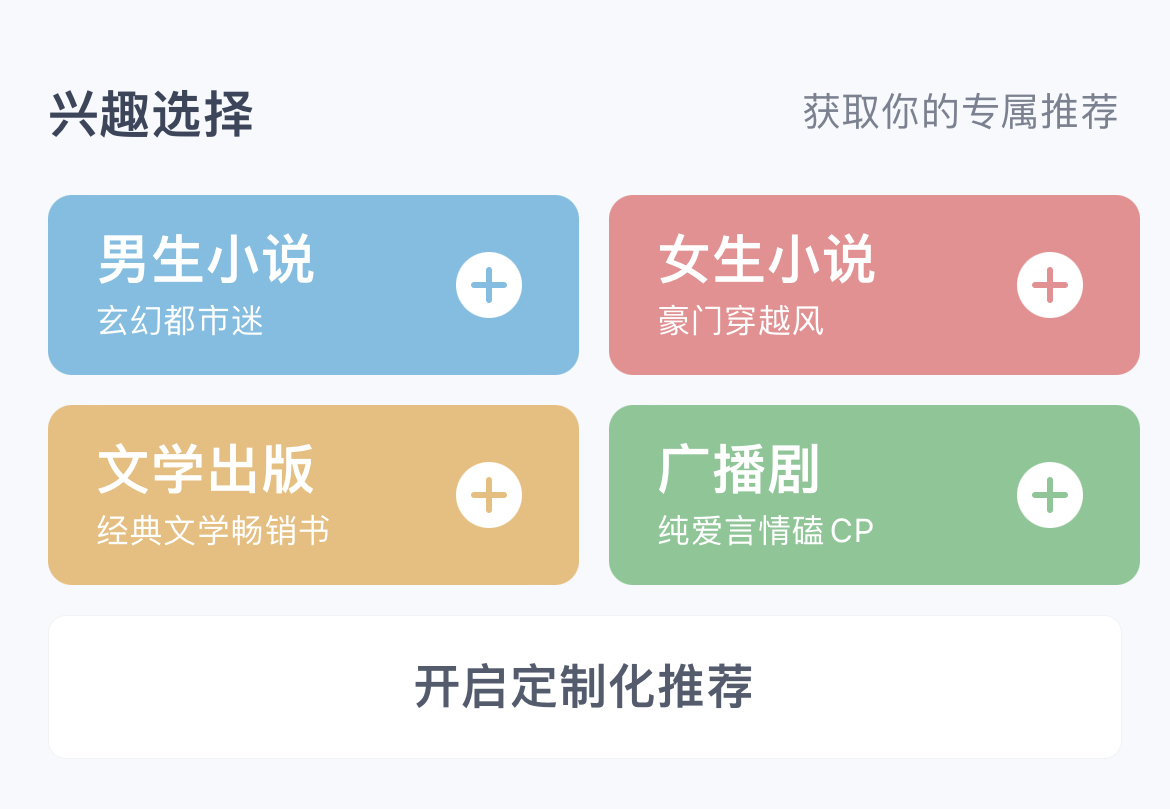 兴趣选择
获取你的专属推荐
男生小说
玄幻都市迷
女生小说
豪门穿越风
文学出版
经典文学畅销书
广播剧
纯爱言情磕CP
开启定制化推荐